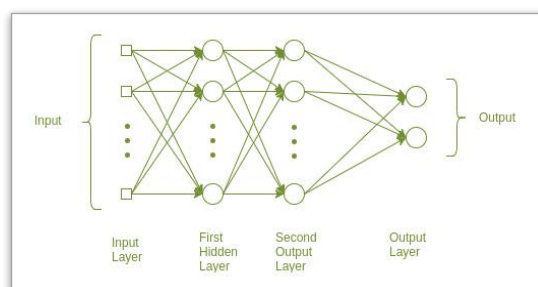 Input
Output
Input
Layer
First
Hidden
Layer
Second
Output
Layer
Output
Layer